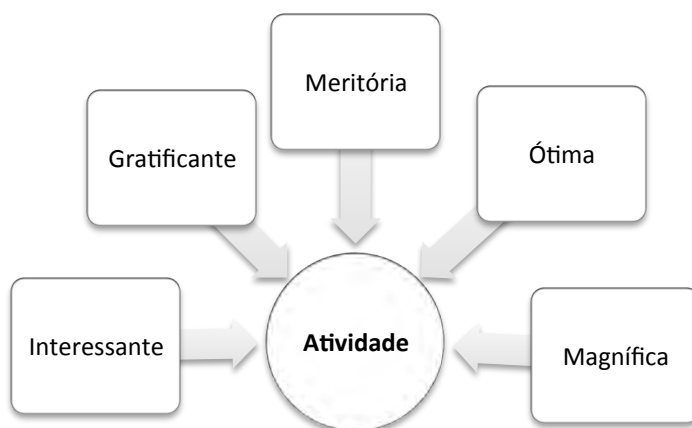 Meritória
Gratificante
Ótima
Interessante
Atividade
Magnífica